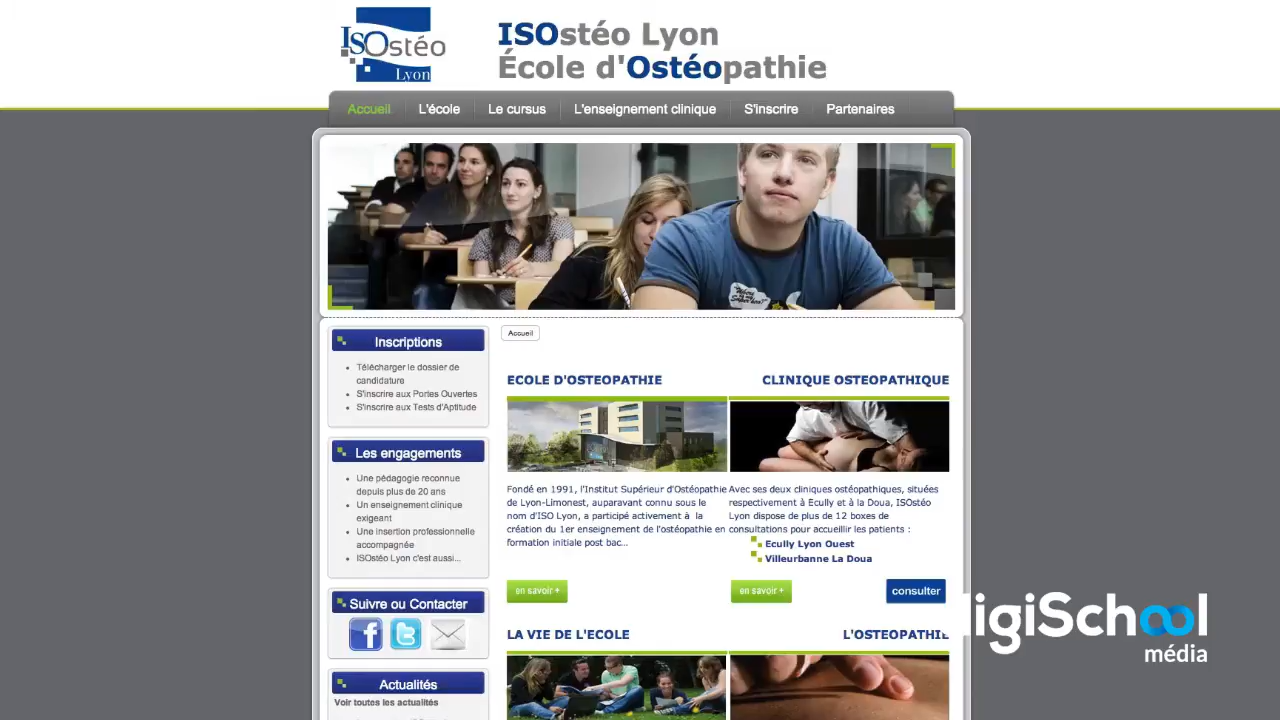 ISOstéo
Lyon
ISOstéo Lyon
École d'Ostéopathie
Accueil
L'école
Le cursus
L'enseignement clinique
S'inscrire
Partenaires
Inscriptions
Télécharger le dossier de
candidature
S'inscrire aux Portes Ouvertes
S'inscrire aux Tests d'Aptitude
Les engagements
Une pédagogie reconnue
depuis plus de 20 ans
Un enseignement clinique
exigeant
Une insertion professionnelle
accompagnée
ISOstéo Lyon c'est aussi...
Suivre ou Contacter
Actualités
Voir toutes les actualités
Accueil
ECOLE D'OSTEOPATHIE
Fondé en 1991, l'Institut Supérieur d'Ostéopathie
de Lyon-Limonest, auparavant connu sous le
nom d'ISO Lyon, a participé activement à la
création du 1er enseignement de l'ostéopathie en
formation initiale post bac...
en savoir +
CLINIQUE OSTEOPATHIQUE
Avec ses deux cliniques ostéopathiques, situées
respectivement à Ecully et à la Doua, ISOstéo
Lyon dispose de plus de 12 boxes de
consultations pour accueillir les patients :
Ecully Lyon Ouest
Villeurbanne La Doua
en savoir +
consulter
LA VIE DE L'ECOLE
L'OSTEOPATHIE
digiSchool
média